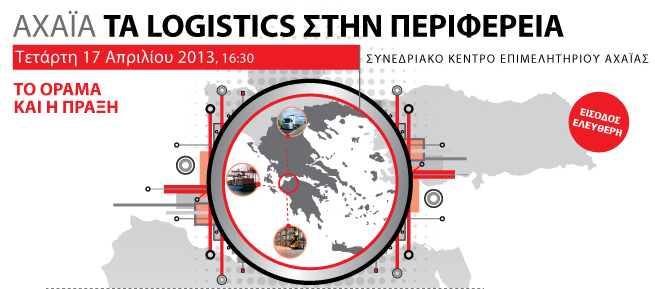 ΑΧΑΪΑ ΤΑ LOGISTICS ΣΤΗΝ ΠΕΡΙΦΕΡΕΙΑ
Τετάρτη 17 Απριλίου 2013, 16:30
ΣΥΝΕΔΡΙΑΚΟ ΚΕΝΤΡΟ ΕΠΙΜΕΛΗΤΗΡΙΟΥ ΑΧΑΪΑΣ
ΤΟ ΟΡΑΜΑ
ΚΑΙ Η ΠΡΑΞΗ
ΕΙΣΟΔΟΣ
ΕΛΕΥΘΕΡΗ